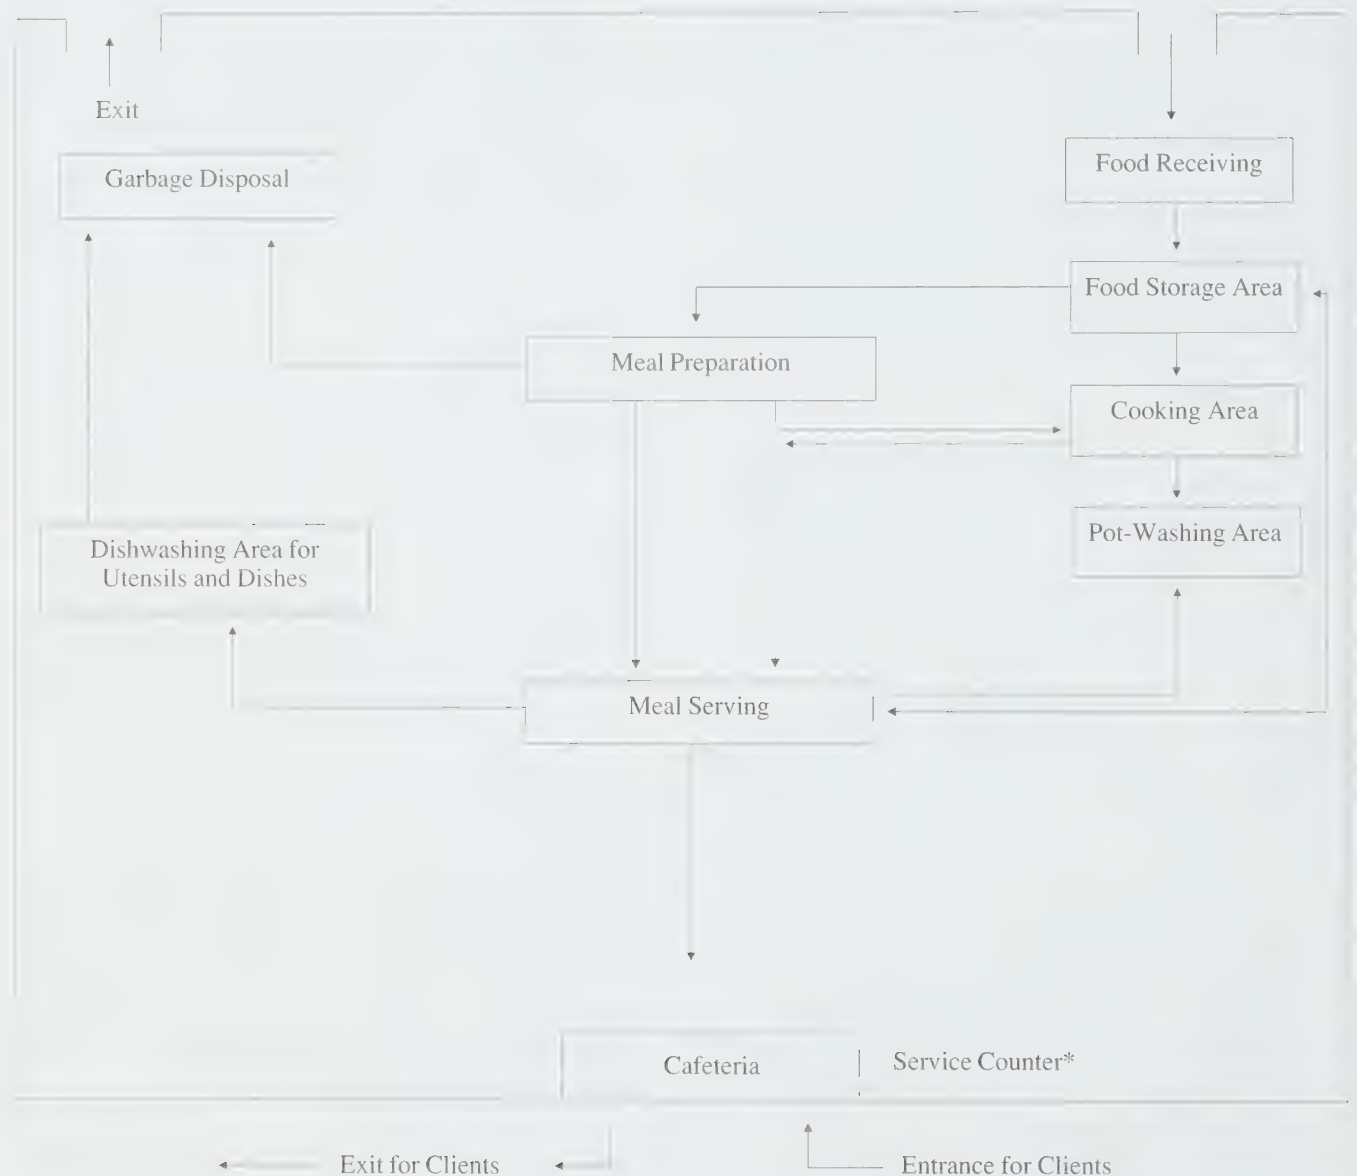 Exit
Garbage Disposal
Food Receiving
Food Storage Area
Meal Preparation
Cooking Area
Pot-Washing Area
Dishwashing Area for
Utensils and Dishes
Meal Serving
Cafeteria
Service Counter*
Exit for Clients
Entrance for Clients